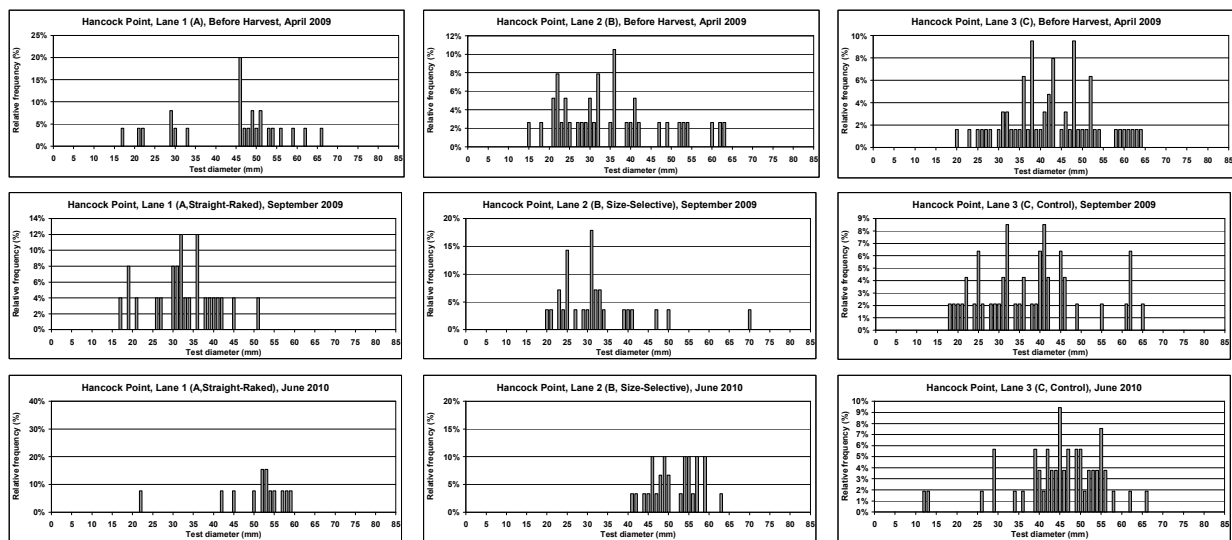 Hancock Point, Lane 1 (A), Before Harvest, April 2009
Relative frequency (%)
25%
20%
15%
10%
5%
0%
0 5 10 15 20 25 30 35 40 45 50 55 60 65 70 75 80 85
Test diameter (mm)
Hancock Point, Lane 2 (B), Before Harvest, April 2009
Relative frequency (%)
12%
10%
8%
6%
4%
2%
0%
0 5 10 15 20 25 30 35 40 45 50 55 60 65 70 75 80 85
Test diameter (mm)
Hancock Point, Lane 3 (C), Before Harvest, April 2009
Relative frequency (%)
10%
8%
6%
4%
2%
0%
0 5 10 15 20 25 30 35 40 45 50 55 60 65 70 75 80 85
Test diameter (mm)
Hancock Point, Lane 1 (A,Straight-Raked), September 2009
Relative frequency (%)
14%
12%
10%
8%
6%
4%
2%
0%
0 5 10 15 20 25 30 35 40 45 50 55 60 65 70 75 80 85
Test diameter (mm)
Hancock Point, Lane 2 (B, Size-Selective), September 2009
Relative frequency (%)
20%
15%
10%
5%
0%
0 5 10 15 20 25 30 35 40 45 50 55 60 65 70 75 80 85
Test diameter (mm)
Hancock Point, Lane 3 (C, Control), September 2009
Relative frequency (%)
9%
8%
7%
6%
5%
4%
3%
2%
1%
0%
0 5 10 15 20 25 30 35 40 45 50 55 60 65 70 75 80 85
Test diameter (mm)
Hancock Point, Lane 1 (A,Straight-Raked), June 2010
Relative frequency (%)
40%
30%
20%
10%
0%
0 5 10 15 20 25 30 35 40 45 50 55 60 65 70 75 80 85
Test diameter (mm)
Hancock Point, Lane 2 (B, Size-Selective), June 2010
Relative frequency (%)
20%
15%
10%
5%
0%
0 5 10 15 20 25 30 35 40 45 50 55 60 65 70 75 80 85
Test diameter (mm)
Hancock Point, Lane 3 (C, Control), June 2010
Relative frequency (%)
10%
9%
8%
7%
6%
5%
4%
3%
2%
1%
0%
0 5 10 15 20 25 30 35 40 45 50 55 60 65 70 75 80 85
Test diameter (mm)